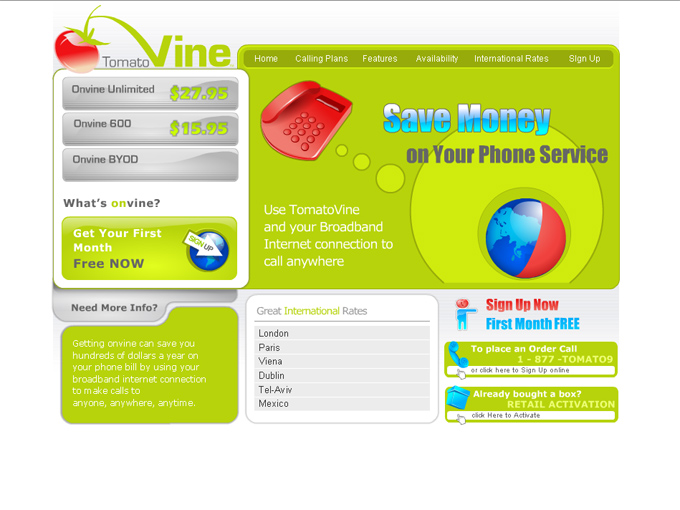 Tomato Vine
Home Calling Plans Features Availability International Rates Sign Up
Onvine Unlimited $27.95
Onvine 600 $15.95
Onvine BYOD
What's onvine?
Get Your First
Month
Free NOW
SIGN UP
Save Money
on Your Phone Service
Use TomatoVine
and your Broadband
Internet connection to
call anywhere
Need More Info?
Getting onvine can save you
hundreds of dollars a year on
your phone bill by using your
broadband internet connection
to make calls to
anyone, anywhere, anytime.
Great International Rates
London
Paris
Viena
Dublin
Tel-Aviv
Mexico
Sign Up Now
First Month FREE
To place an Order Call
1 - 877 -TOMATO9
or click here to Sign up online
Already bought a box?
RETAIL ACTIVATION
click Here to Activate